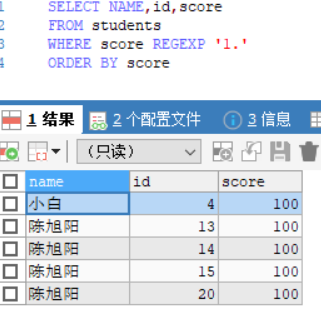 1 SELECT NAME,id,score
2 FROM students
3 WHERE score REGEXP '1.'
4 ORDER BY score
1 结果 2 个配置文件 3 信息
（只读）
name id score
小白 4 100
陈旭阳 13 100
陈旭阳 14 100
陈旭阳 15 100
陈旭阳 20 100